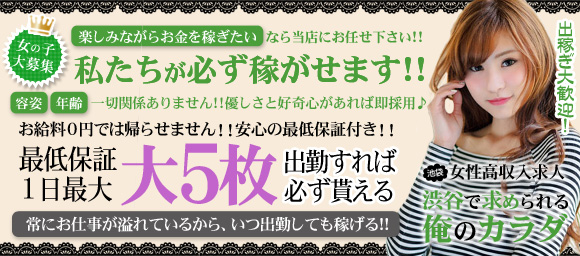 女の子
大募集
楽しみながらお金を稼ぎたい なら当店にお任せ下さい!!
私たちが必ず稼がせます!!
容姿 年齢 一切関係ありません!!優しさと好奇心があれば即採用♪
お給料0円では帰らせません!!安心の最低保証付き!!
最低保証
1日最大
大5枚
出勤すれば
必ず貰える
常にお仕事が溢れているから、いつ出勤しても稼げる!!
出稼ぎ大歓迎!
池袋 女性高収入求人
渋谷で求められる
俺のカラダ